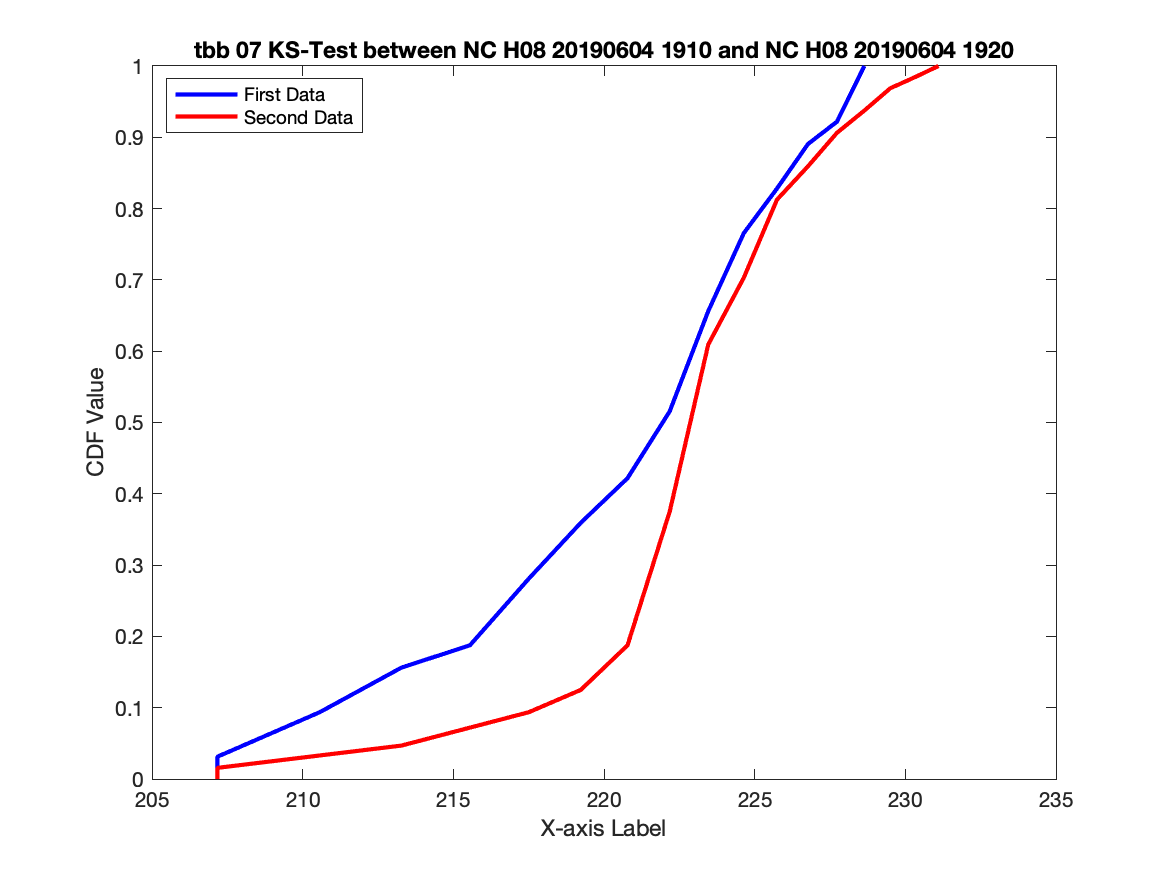 tbb 07 KS-Test between NC H08 20190604 1910 and NC H08 20190604 1920
First Data
Second Data
1
0.9
0.8
0.7
0.6
0.5
0.4
0.3
0.2
0.1
0
CDF Value
205 210 215 220 225 230 235
X-axis Label